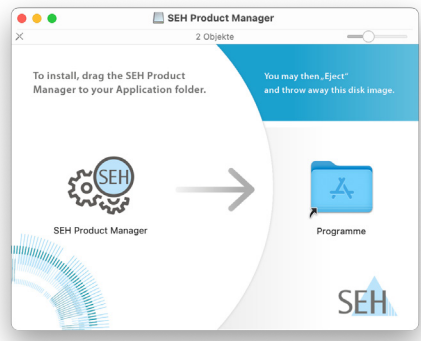 SEH Product Manager
2 Objekte
To install, drag the SEH Product
Manager to your Application folder.
You may then „Eject"
and throw away this disk image.
SEH
SEH Product Manager
Programme
SEH